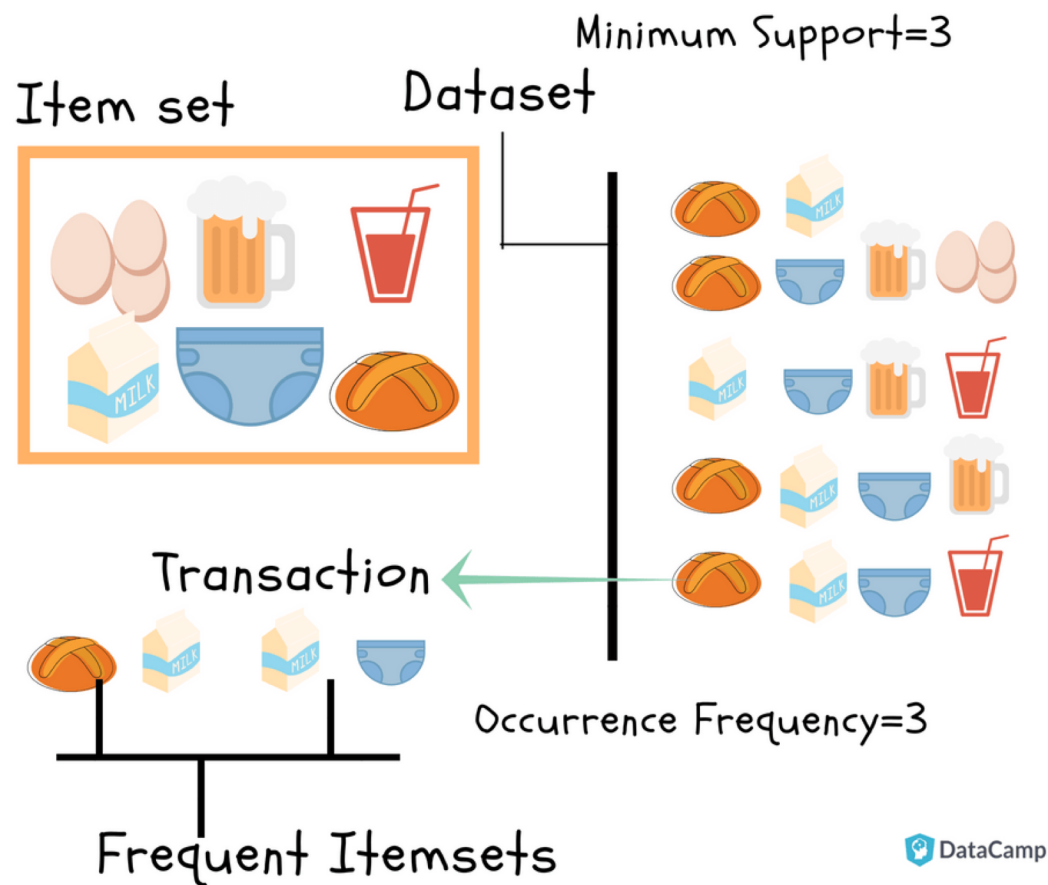 Minimum Support=3
Item set
Dataset
MILK
MILK
MILK
MILK
MILK
Transaction
MILK
MILK
Occurrence Frequency=3
Frequent Itemsets
DataCamp